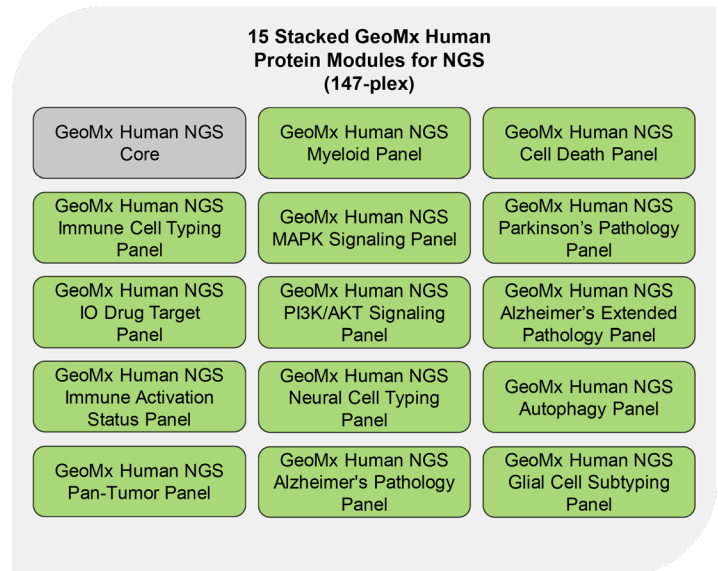 15 Stacked GeoMx Human
Protein Modules for NGS
(147-plex)
GeoMx Human NGS
Core
GeoMx Human NGS
Myeloid Panel
GeoMx Human NGS
Cell Death Panel
GeoMx Human NGS
Immune Cell Typing
Panel
GeoMx Human NGS
MAPK Signaling Panel
GeoMx Human NGS
Parkinson’s Pathology
Panel
GeoMx Human NGS
IO Drug Target
Panel
GeoMx Human NGS
PI3K/AKT Signaling
Panel
GeoMx Human NGS
Alzheimer’s Extended
Pathology Panel
GeoMx Human NGS
Immune Activation
Status Panel
GeoMx Human NGS
Neural Cell Typing
Panel
GeoMx Human NGS
Autophagy Panel
GeoMx Human NGS
Pan-Tumor Panel
GeoMx Human NGS
Alzheimer's Pathology
Panel
GeoMx Human NGS
Glial Cell Subtyping
Panel